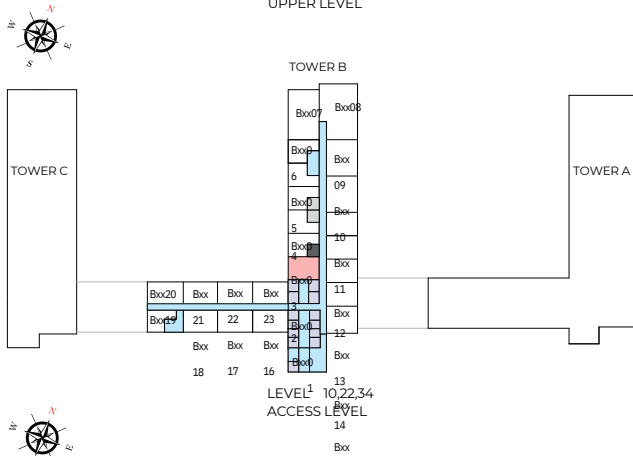 UPPER LEVEL
N
W
E
S
TOWER B
Bxx07
Bxx08
Bxx0
6
Bxx
09
TOWER C
TOWER A
Bxx0
5
Bxx
10
Bxx0
4
Bxx
11
Bxx0
3
Bxx20
Bxx
21
Bxx
22
Bxx
23
Bxx
12
Bxx19
Bxx0
2
Bxx
18
Bxx
17
Bxx
16
Bxx
13
Bxx0
1
LEVEL 10,22,34
ACCESS LEVEL
Bxx
14
Bxx
N
W
E